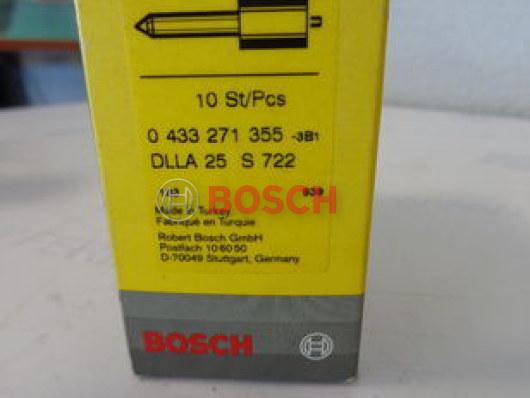 10 St/Pcs
0 433 271 355 -3B1
DLLA 25 S 722
939
BOSCH
Made in Turkey
Fabriqué en Turquie
Robert Bosch GmbH
Postfach 10 60 50
D-70049 Stuttgart, Germany
BOSCH